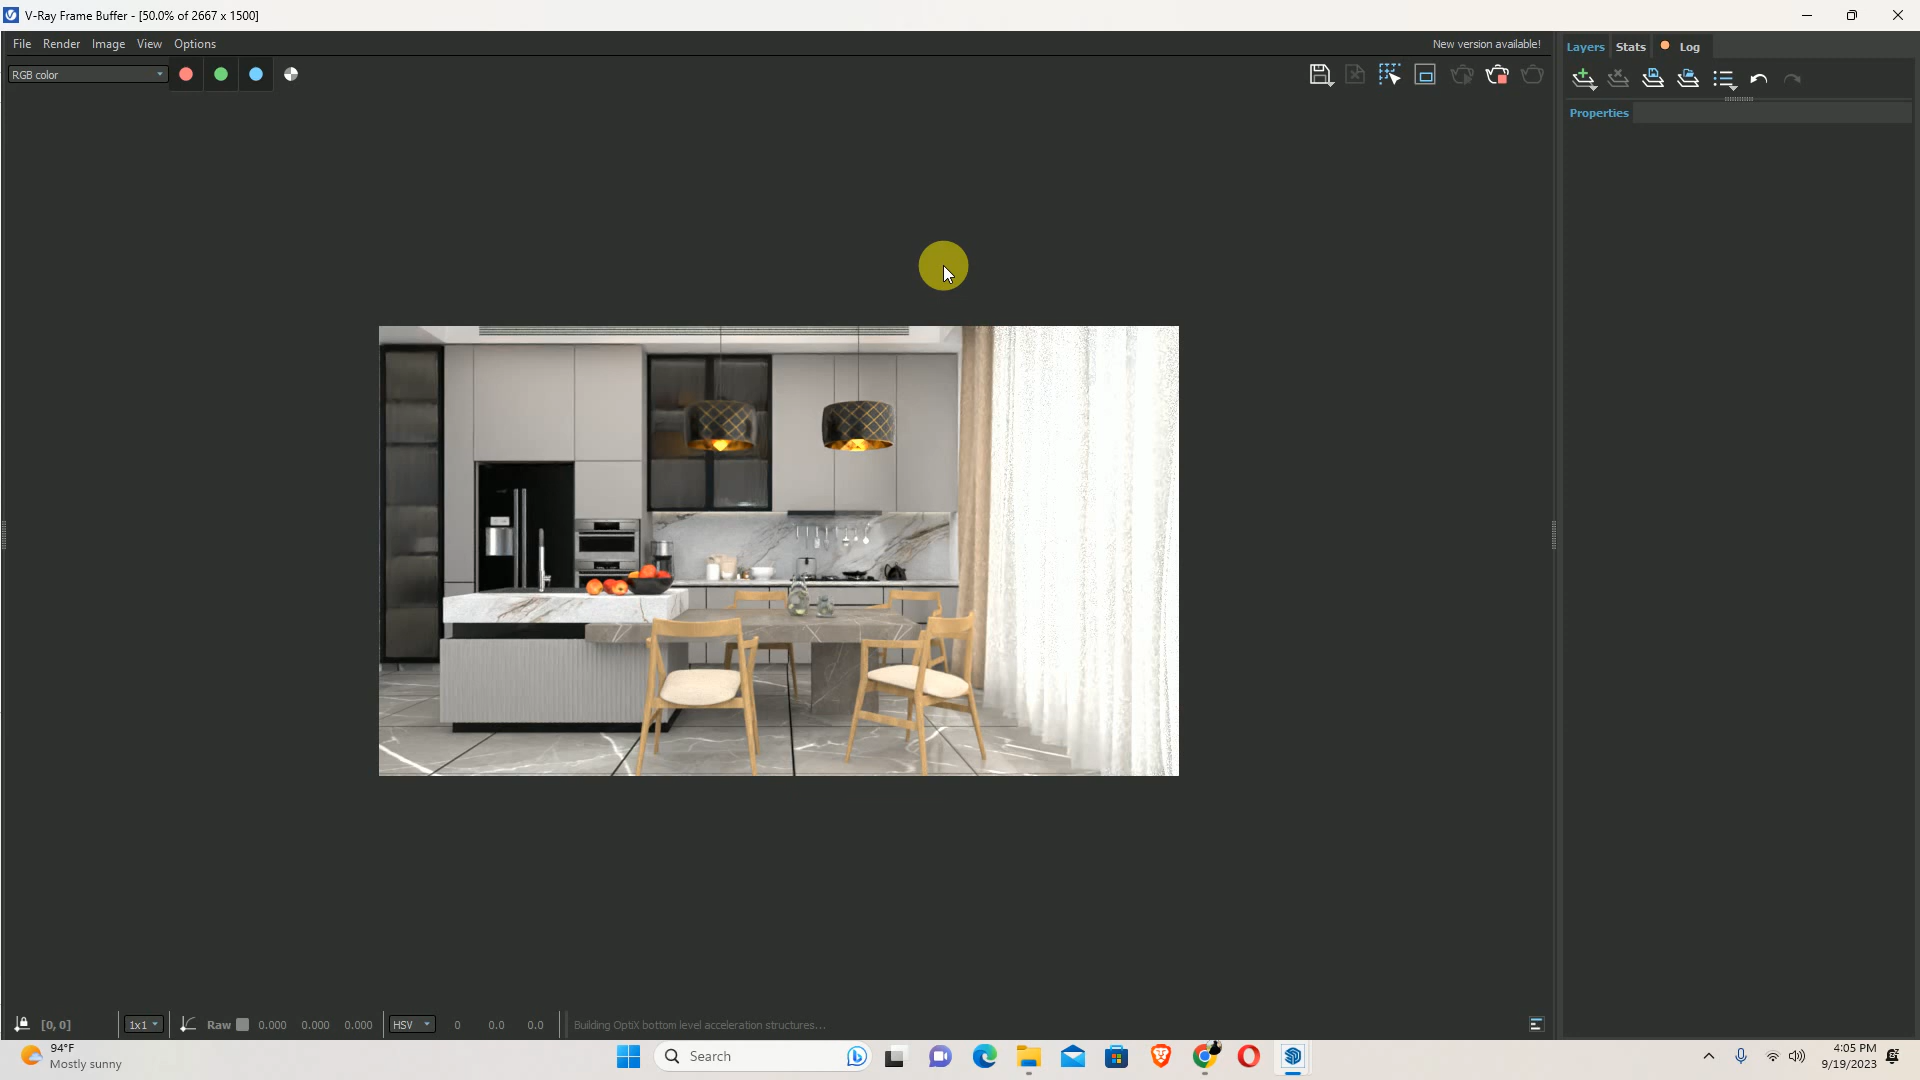 V-Ray Frame Buffer - [50.0% of 2667 x 1500]
File Render Image View Options
New version available!
Layers Stats Log
RGB color
Properties
[0, 0]
1x1
Raw
0.000 0.000 0.000
HSV
0 0.0 0.0
Building OptiX bottom level acceleration structures...
94°F
Mostly sunny
Search
4:05 PM
9/19/2023